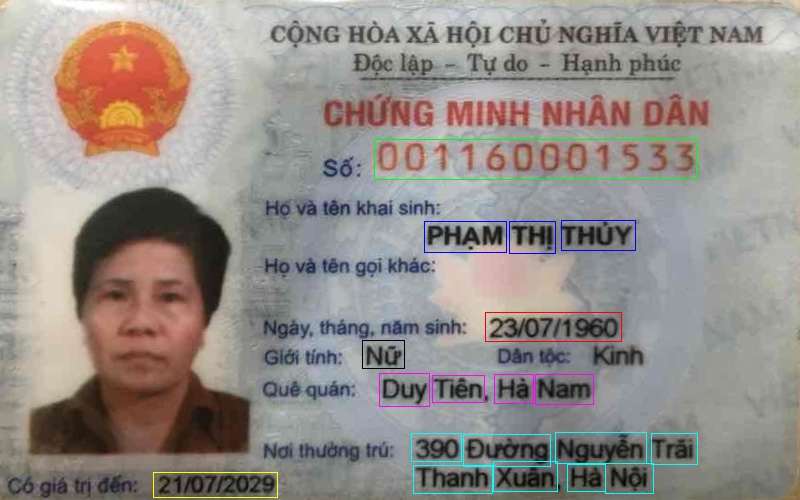 CỘNG HÒA XÃ HỘI CHỦ NGHĨA VIỆT NAM
Độc lập - Tự do - Hạnh phúc
CHỨNG MINH NHÂN DÂN
Số: 001160001533
Họ và tên khai sinh:
PHẠM THỊ THỦY
Họ và tên gọi khác:
Ngày, tháng, năm sinh: 23/07/1960
Giới tính: Nữ Dân tộc: Kinh
Quê quán: Duy Tiên, Hà Nam
Nơi thường trú: 390 Đường Nguyễn Trãi
Thanh Xuân, Hà Nội
Có giá trị đến: 21/07/2029